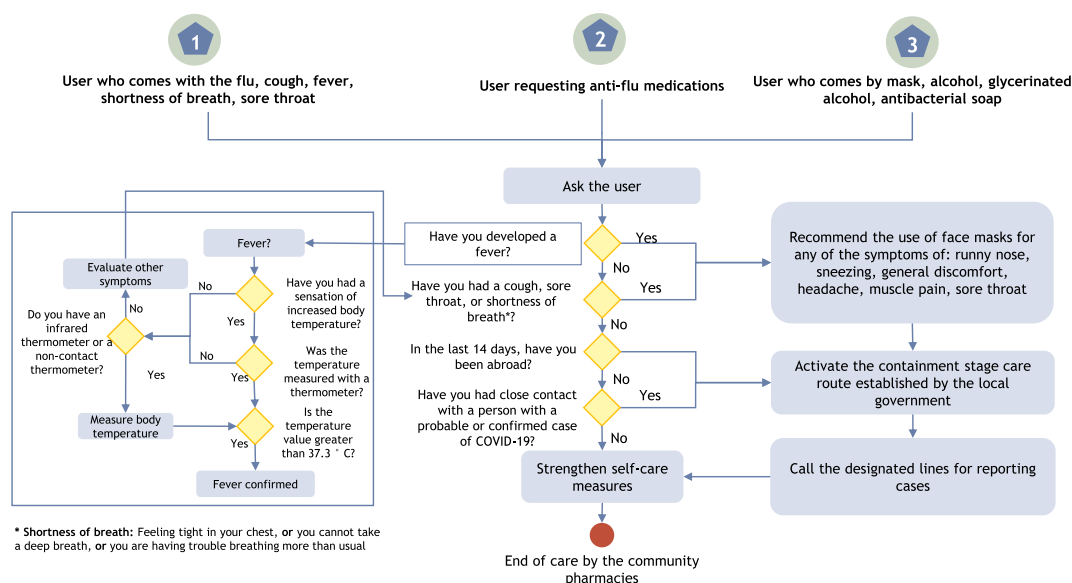 1
User who comes with the flu, cough, fever,
shortness of breath, sore throat
2
User requesting anti-flu medications
3
User who comes by mask, alcohol, glycerinated
alcohol, antibacterial soap
Ask the user
Have you developed a
fever?
Yes
No
Have you had a cough, sore
throat, or shortness of
breath*?
Yes
No
In the last 14 days, have you
been abroad?
No
Have you had close contact
with a person with a
probable or confirmed case
of COVID-19?
Yes
No
Strengthen self-care
measures
End of care by the community
pharmacies
Recommend the use of face masks for
any of the symptoms of: runny nose,
sneezing, general discomfort,
headache, muscle pain, sore throat
Activate the containment stage care
route established by the local
government
Call the designated lines for reporting
cases
Fever?
Have you had a
sensation of
increased body
temperature?
No
Yes
Was the
temperature
measured with a
thermometer?
No
Yes
Is the
temperature
value greater
than 37.3 ° C?
Yes
Fever confirmed
Evaluate other
symptoms
No
Do you have an
infrared
thermometer or a
non-contact
thermometer?
Yes
Measure body
temperature
* Shortness of breath: Feeling tight in your chest, or you cannot take
a deep breath, or you are having trouble breathing more than usual